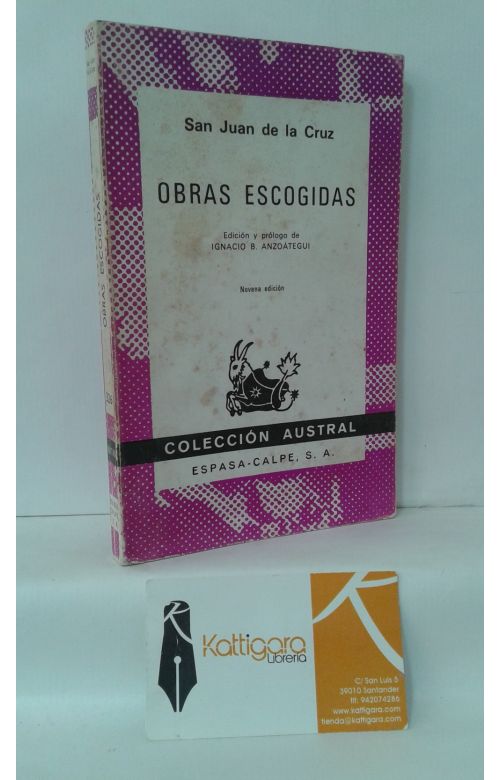 San Juan de la Cruz
OBRAS ESCOGIDAS
Edición y prólogo de
IGNACIO B. ANZOÁTEGUI
Novena edición
COLECCIÓN AUSTRAL
ESPASA-CALPE, S. A.
OBRAS ESCOGIDAS
Kattigara
Librería
C/ San Luis 5
39010 Santander
tlf: 942074286
www.kattigara.com
tienda@kattigara.com